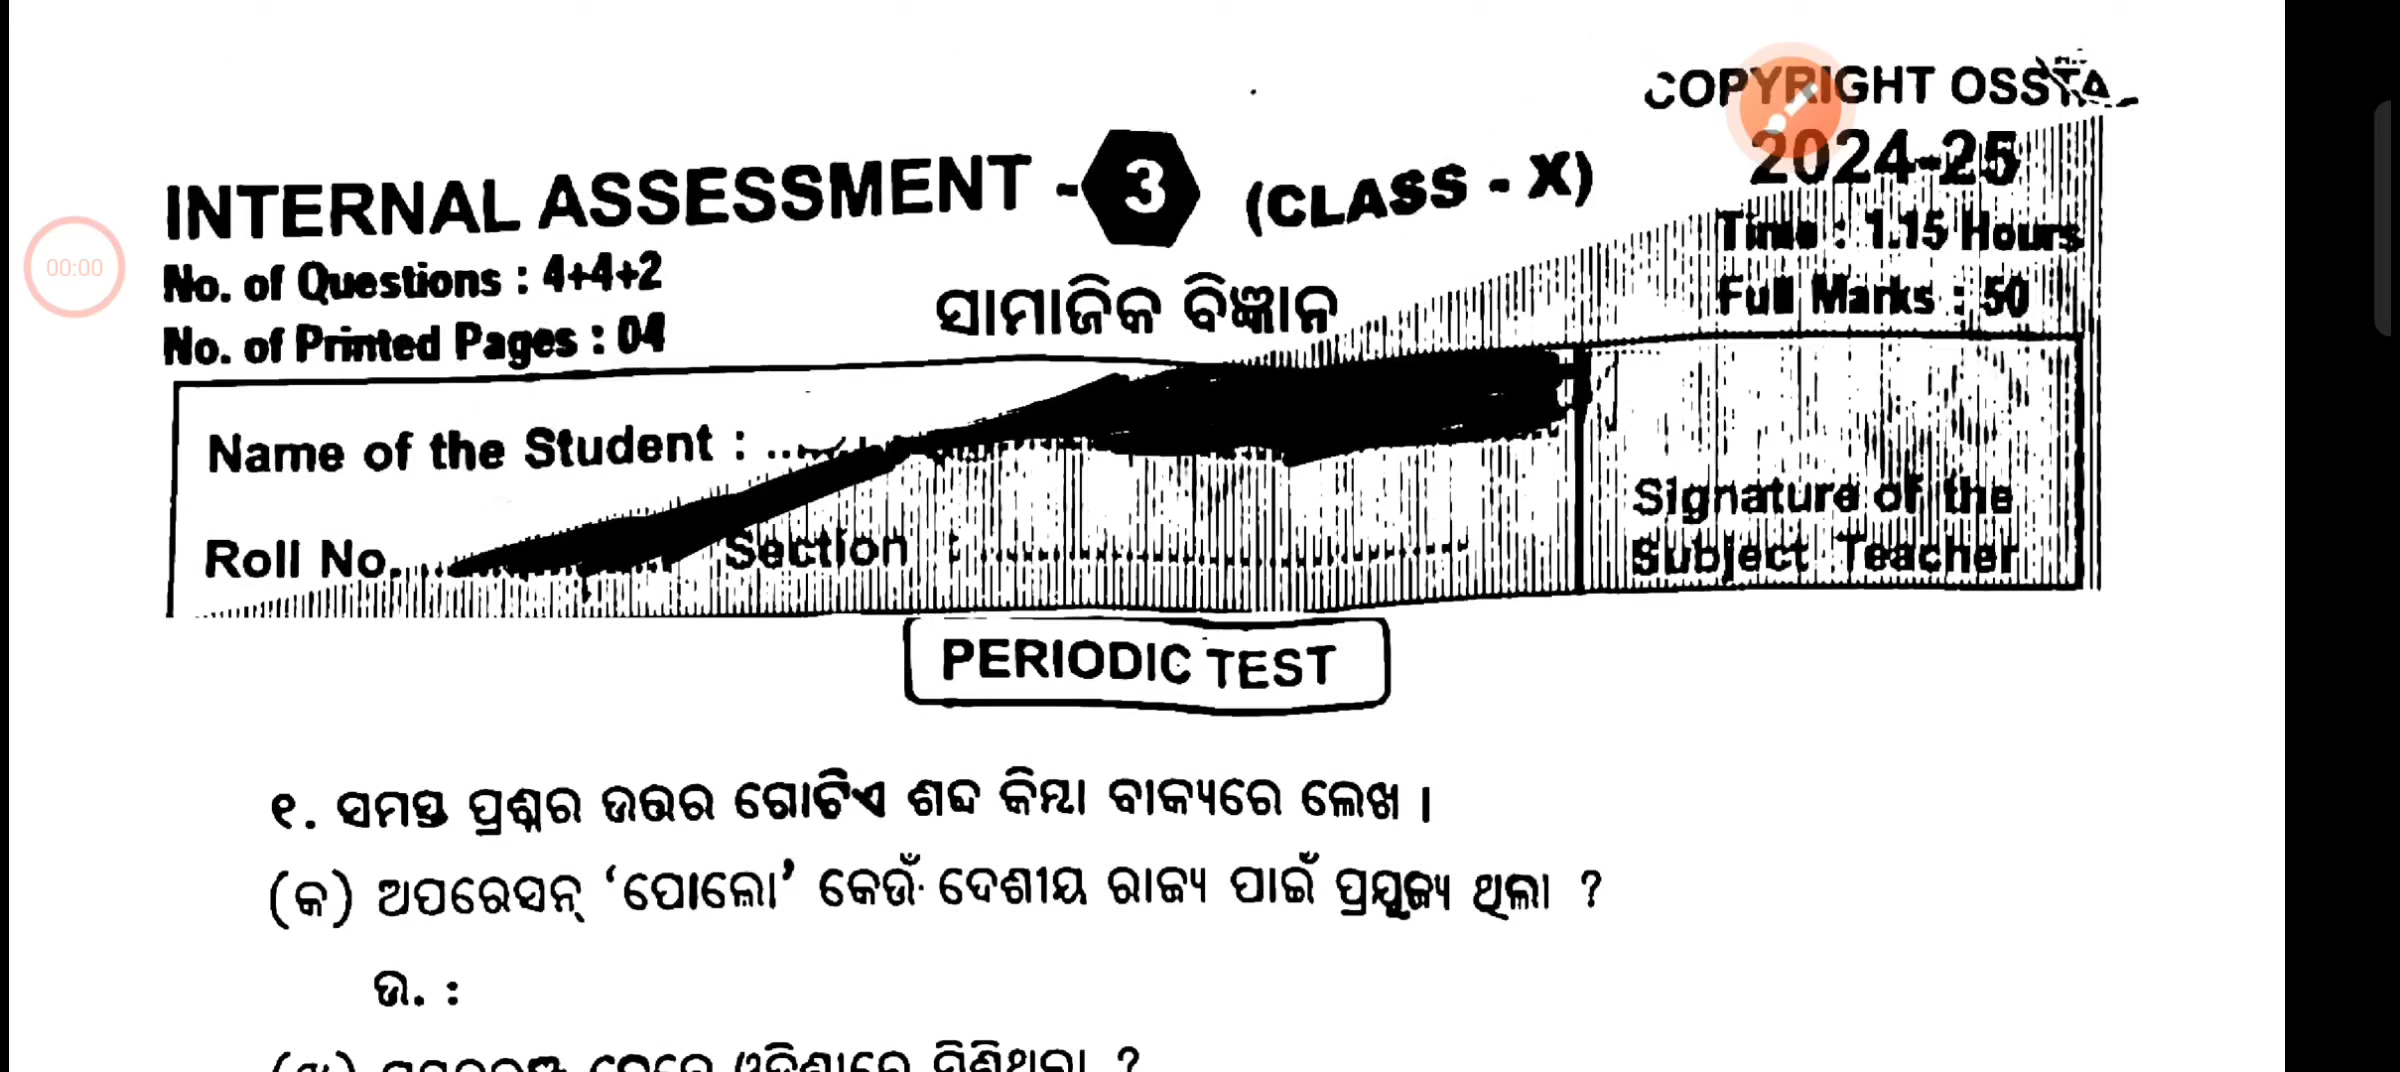 COPYRIGHT OSSTA
2024-25
INTERNAL ASSESSMENT - 3 (CLASS - X)
Time : 1.15 Hours
00:00
No. of Questions : 4+4+2
ସାମାଜିକ ବିଜ୍ଞାନ
Full Marks : 50
No. of Printed Pages : 04
Name of the Student :
Signature of the
Roll No. Section :
Subject Teacher
PERIODIC TEST
୧. ସମସ୍ତ ପ୍ରଶ୍ନର ଉତ୍ତର ଗୋଟିଏ ଶବ୍ଦ କିମ୍ବା ବାକ୍ୟରେ ଲେଖ ।
(କ) ଅପରେସନ୍ ‘ପୋଲୋ’ କେଉଁ ଦେଶୀୟ ରାଜ୍ୟ ପାଇଁ ପ୍ରଯୁଜ୍ୟ ଥିଲା ?
ଉ. :